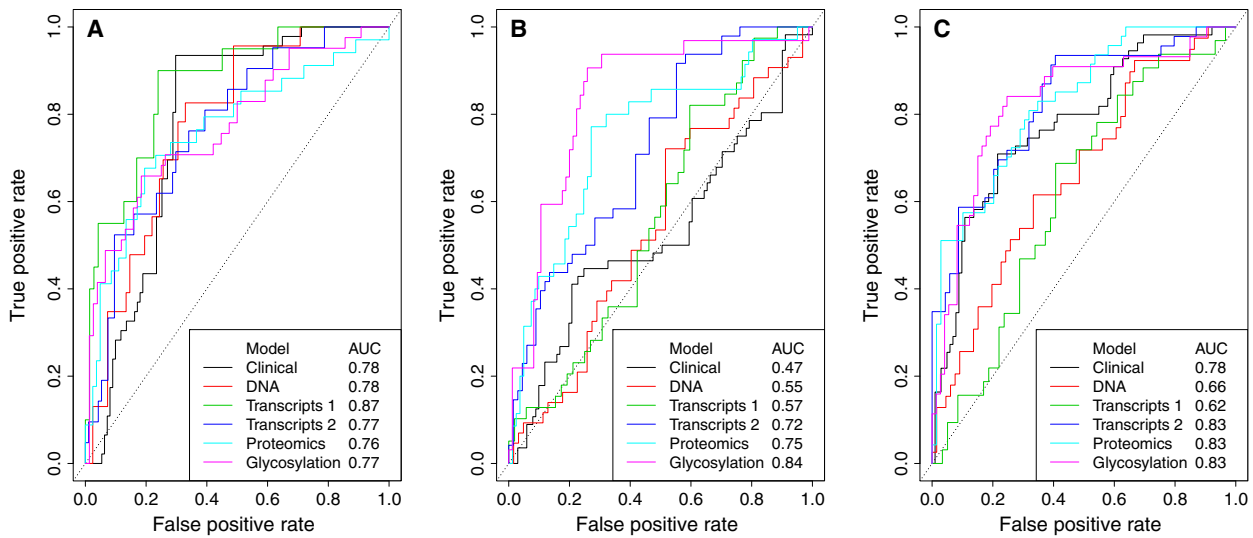 A
True positive rate
1.0
0.8
0.6
0.4
0.2
0.0
Model AUC
Clinical 0.78
DNA 0.78
Transcripts 1 0.87
Transcripts 2 0.77
Proteomics 0.76
Glycosylation 0.77
0.0 0.2 0.4 0.6 0.8 1.0
False positive rate
B
True positive rate
1.0
0.8
0.6
0.4
0.2
0.0
Model AUC
Clinical 0.47
DNA 0.55
Transcripts 1 0.57
Transcripts 2 0.72
Proteomics 0.75
Glycosylation 0.84
0.0 0.2 0.4 0.6 0.8 1.0
False positive rate
C
True positive rate
1.0
0.8
0.6
0.4
0.2
0.0
Model AUC
Clinical 0.78
DNA 0.66
Transcripts 1 0.62
Transcripts 2 0.83
Proteomics 0.83
Glycosylation 0.83
0.0 0.2 0.4 0.6 0.8 1.0
False positive rate